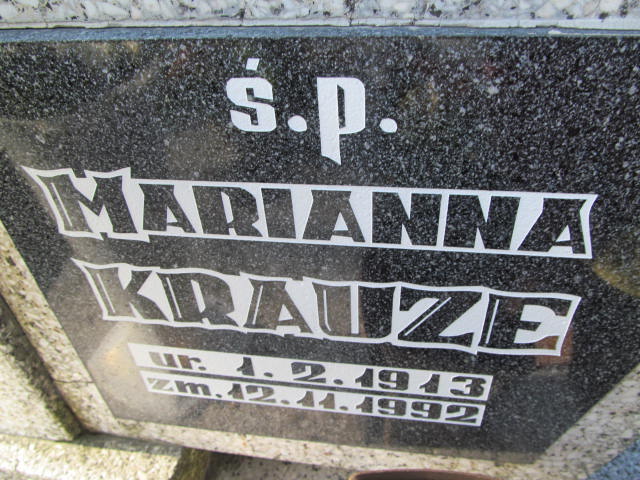 ś.p.
MARIANNA
KRAUZE
ur. 1.2.1913
zm.12.11.1992